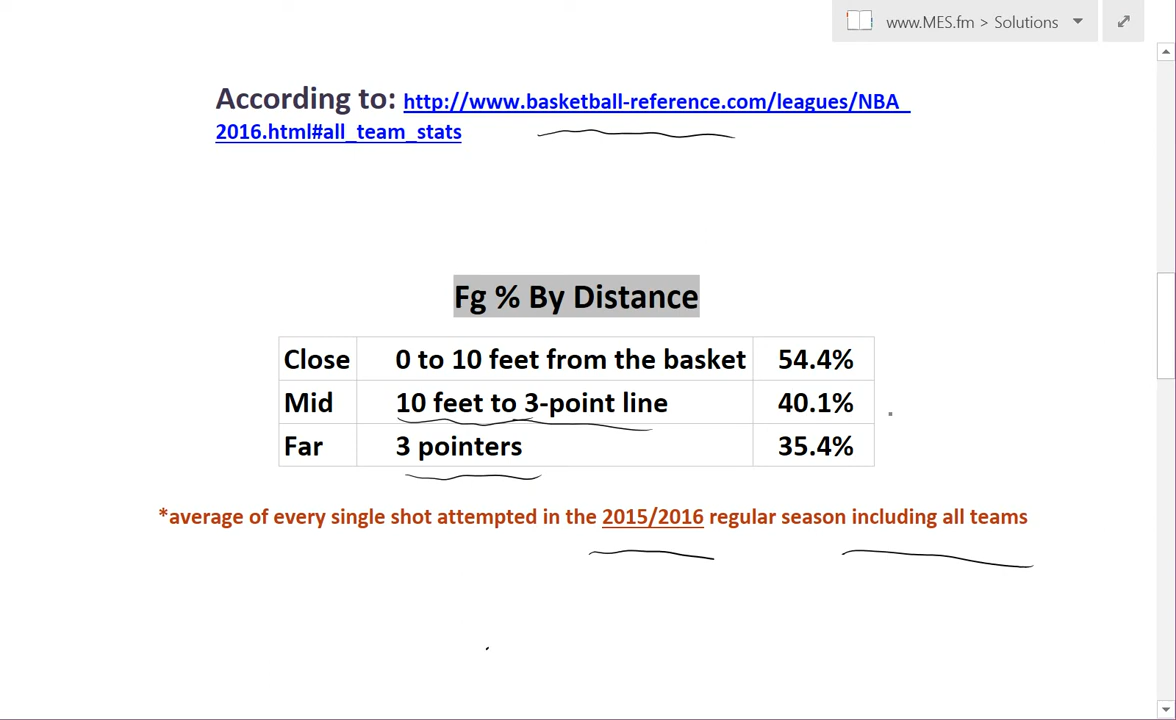 www.MES.fm > Solutions
According to: http://www.basketball-reference.com/leagues/NBA_
2016.html#all_team_stats
Fg % By Distance
Close 0 to 10 feet from the basket 54.4%
Mid 10 feet to 3-point line 40.1%
Far 3 pointers 35.4%
*average of every single shot attempted in the 2015/2016 regular season including all teams